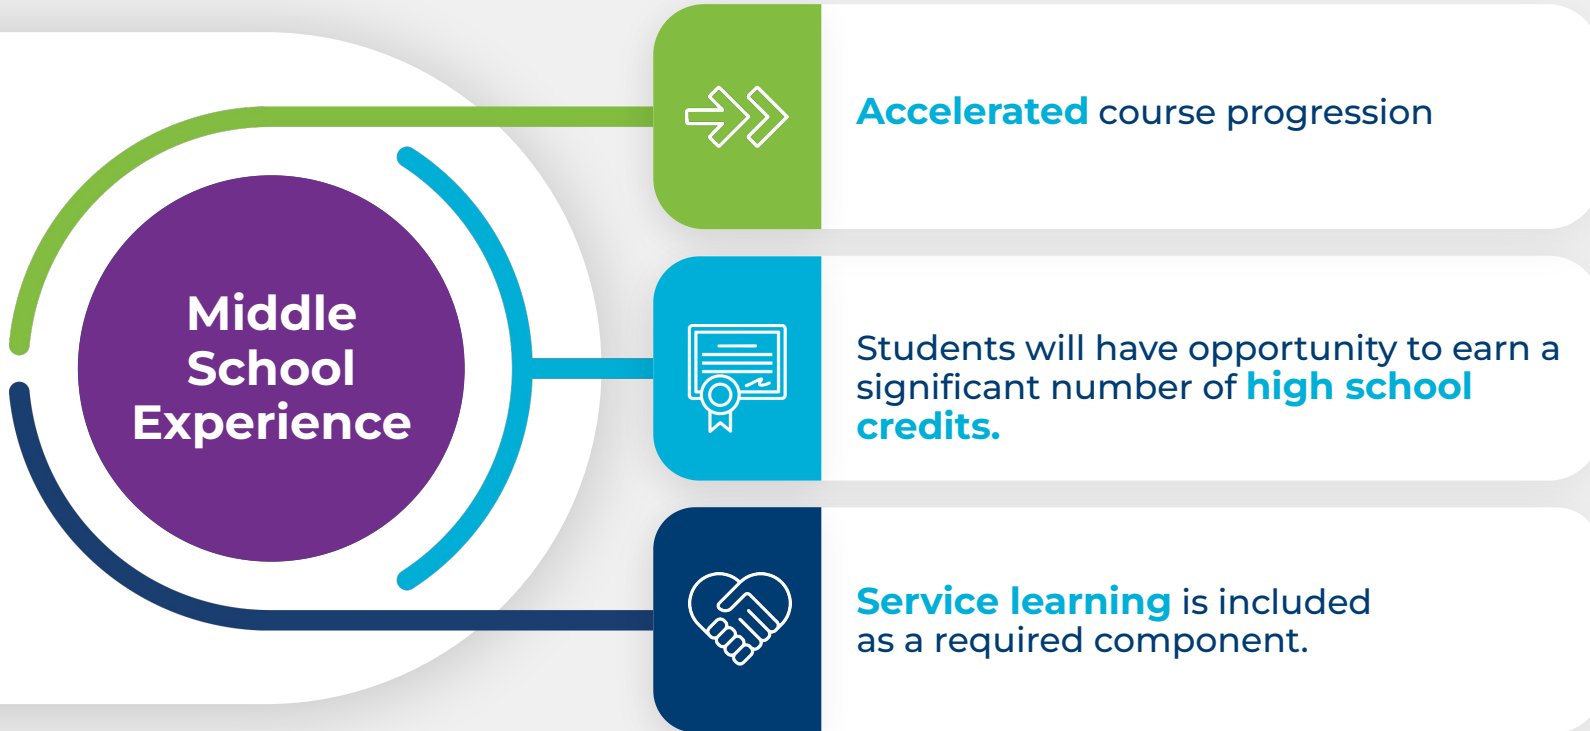 Middle
School
Experience
Accelerated course progression
Students will have opportunity to earn a
significant number of high school
credits.
Service learning is included
as a required component.